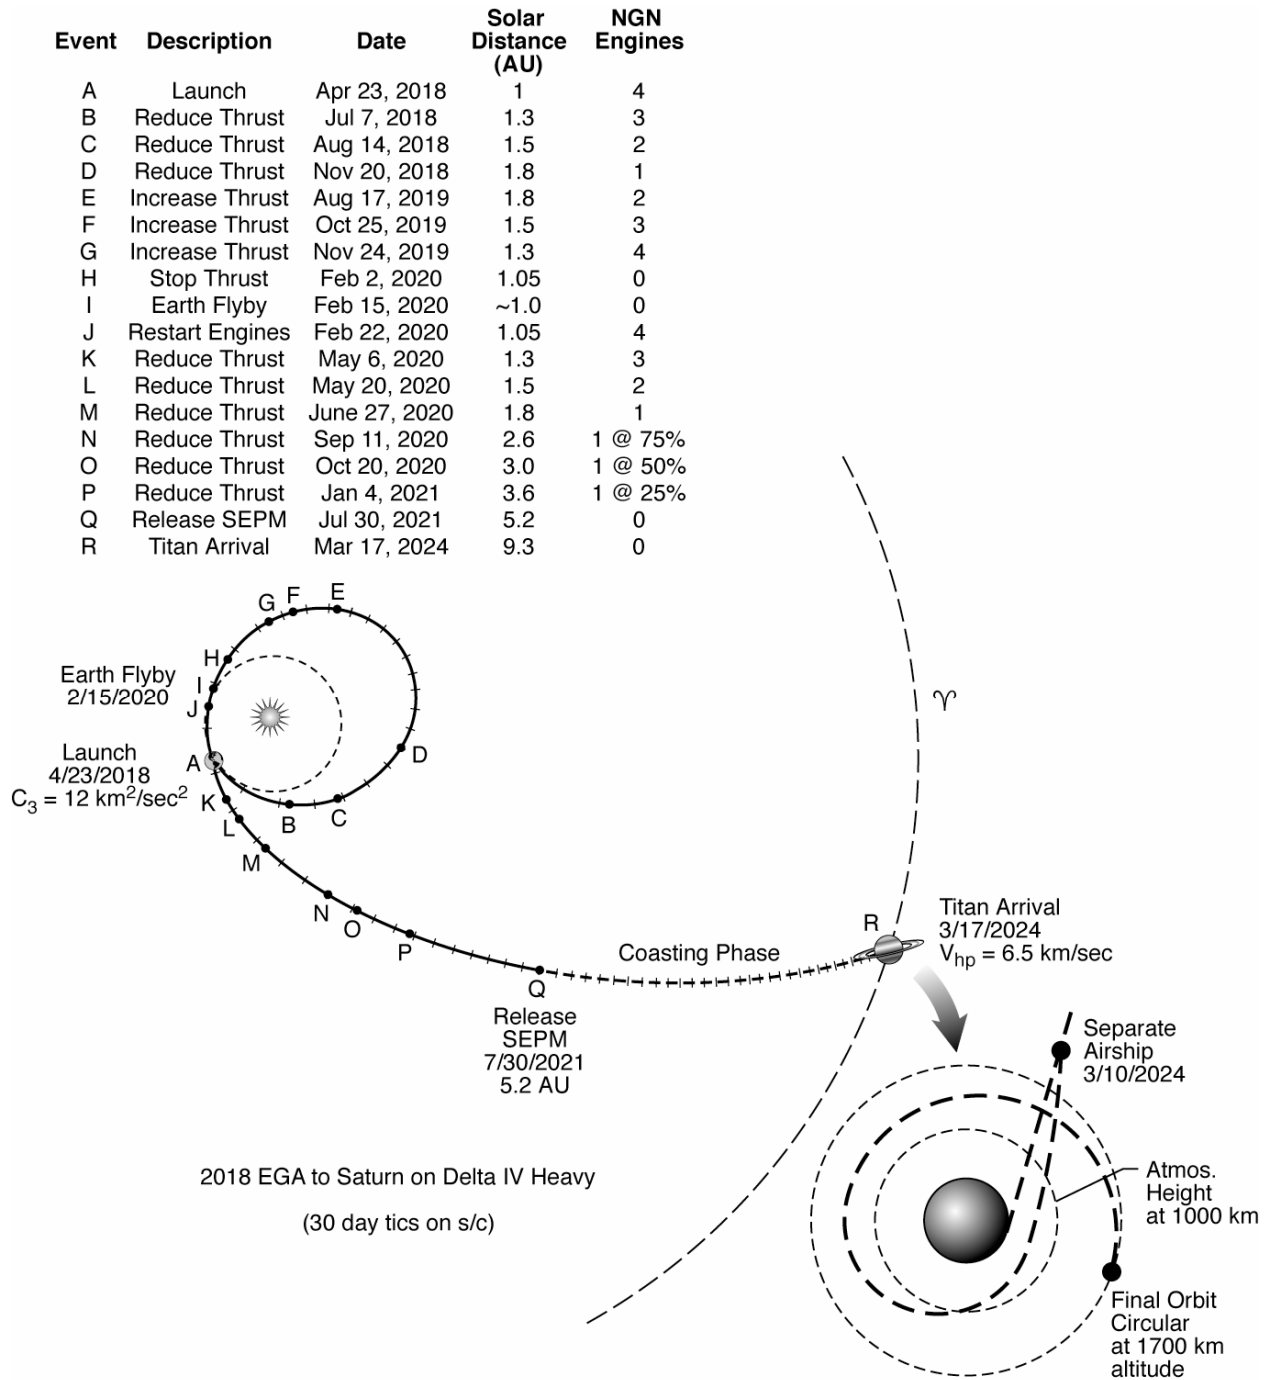 Solar NGN
Event Description Date Distance Engines
(AU)
A Launch Apr 23, 2018 1 4
B Reduce Thrust Jul 7, 2018 1.3 3
C Reduce Thrust Aug 14, 2018 1.5 2
D Reduce Thrust Nov 20, 2018 1.8 1
E Increase Thrust Aug 17, 2019 1.8 2
F Increase Thrust Oct 25, 2019 1.5 3
G Increase Thrust Nov 24, 2019 1.3 4
H Stop Thrust Feb 2, 2020 1.05 0
I Earth Flyby Feb 15, 2020 ~1.0 0
J Restart Engines Feb 22, 2020 1.05 4
K Reduce Thrust May 6, 2020 1.3 3
L Reduce Thrust May 20, 2020 1.5 2
M Reduce Thrust June 27, 2020 1.8 1
N Reduce Thrust Sep 11, 2020 2.6 1 @ 75%
O Reduce Thrust Oct 20, 2020 3.0 1 @ 50%
P Reduce Thrust Jan 4, 2021 3.6 1 @ 25%
Q Release SEPM Jul 30, 2021 5.2 0
R Titan Arrival Mar 17, 2024 9.3 0
G F E
H
Earth Flyby
2/15/2020
I
J
♈
Launch
4/23/2018
C3 = 12 km²/sec²
A
D
K
L
B
C
M
N
O
P
Q
Release
SEPM
7/30/2021
5.2 AU
Coasting Phase
R
Titan Arrival
3/17/2024
Vhp = 6.5 km/sec
Separate
Airship
3/10/2024
Atmos.
Height
at 1000 km
Final Orbit
Circular
at 1700 km
altitude
2018 EGA to Saturn on Delta IV Heavy
(30 day tics on s/c)